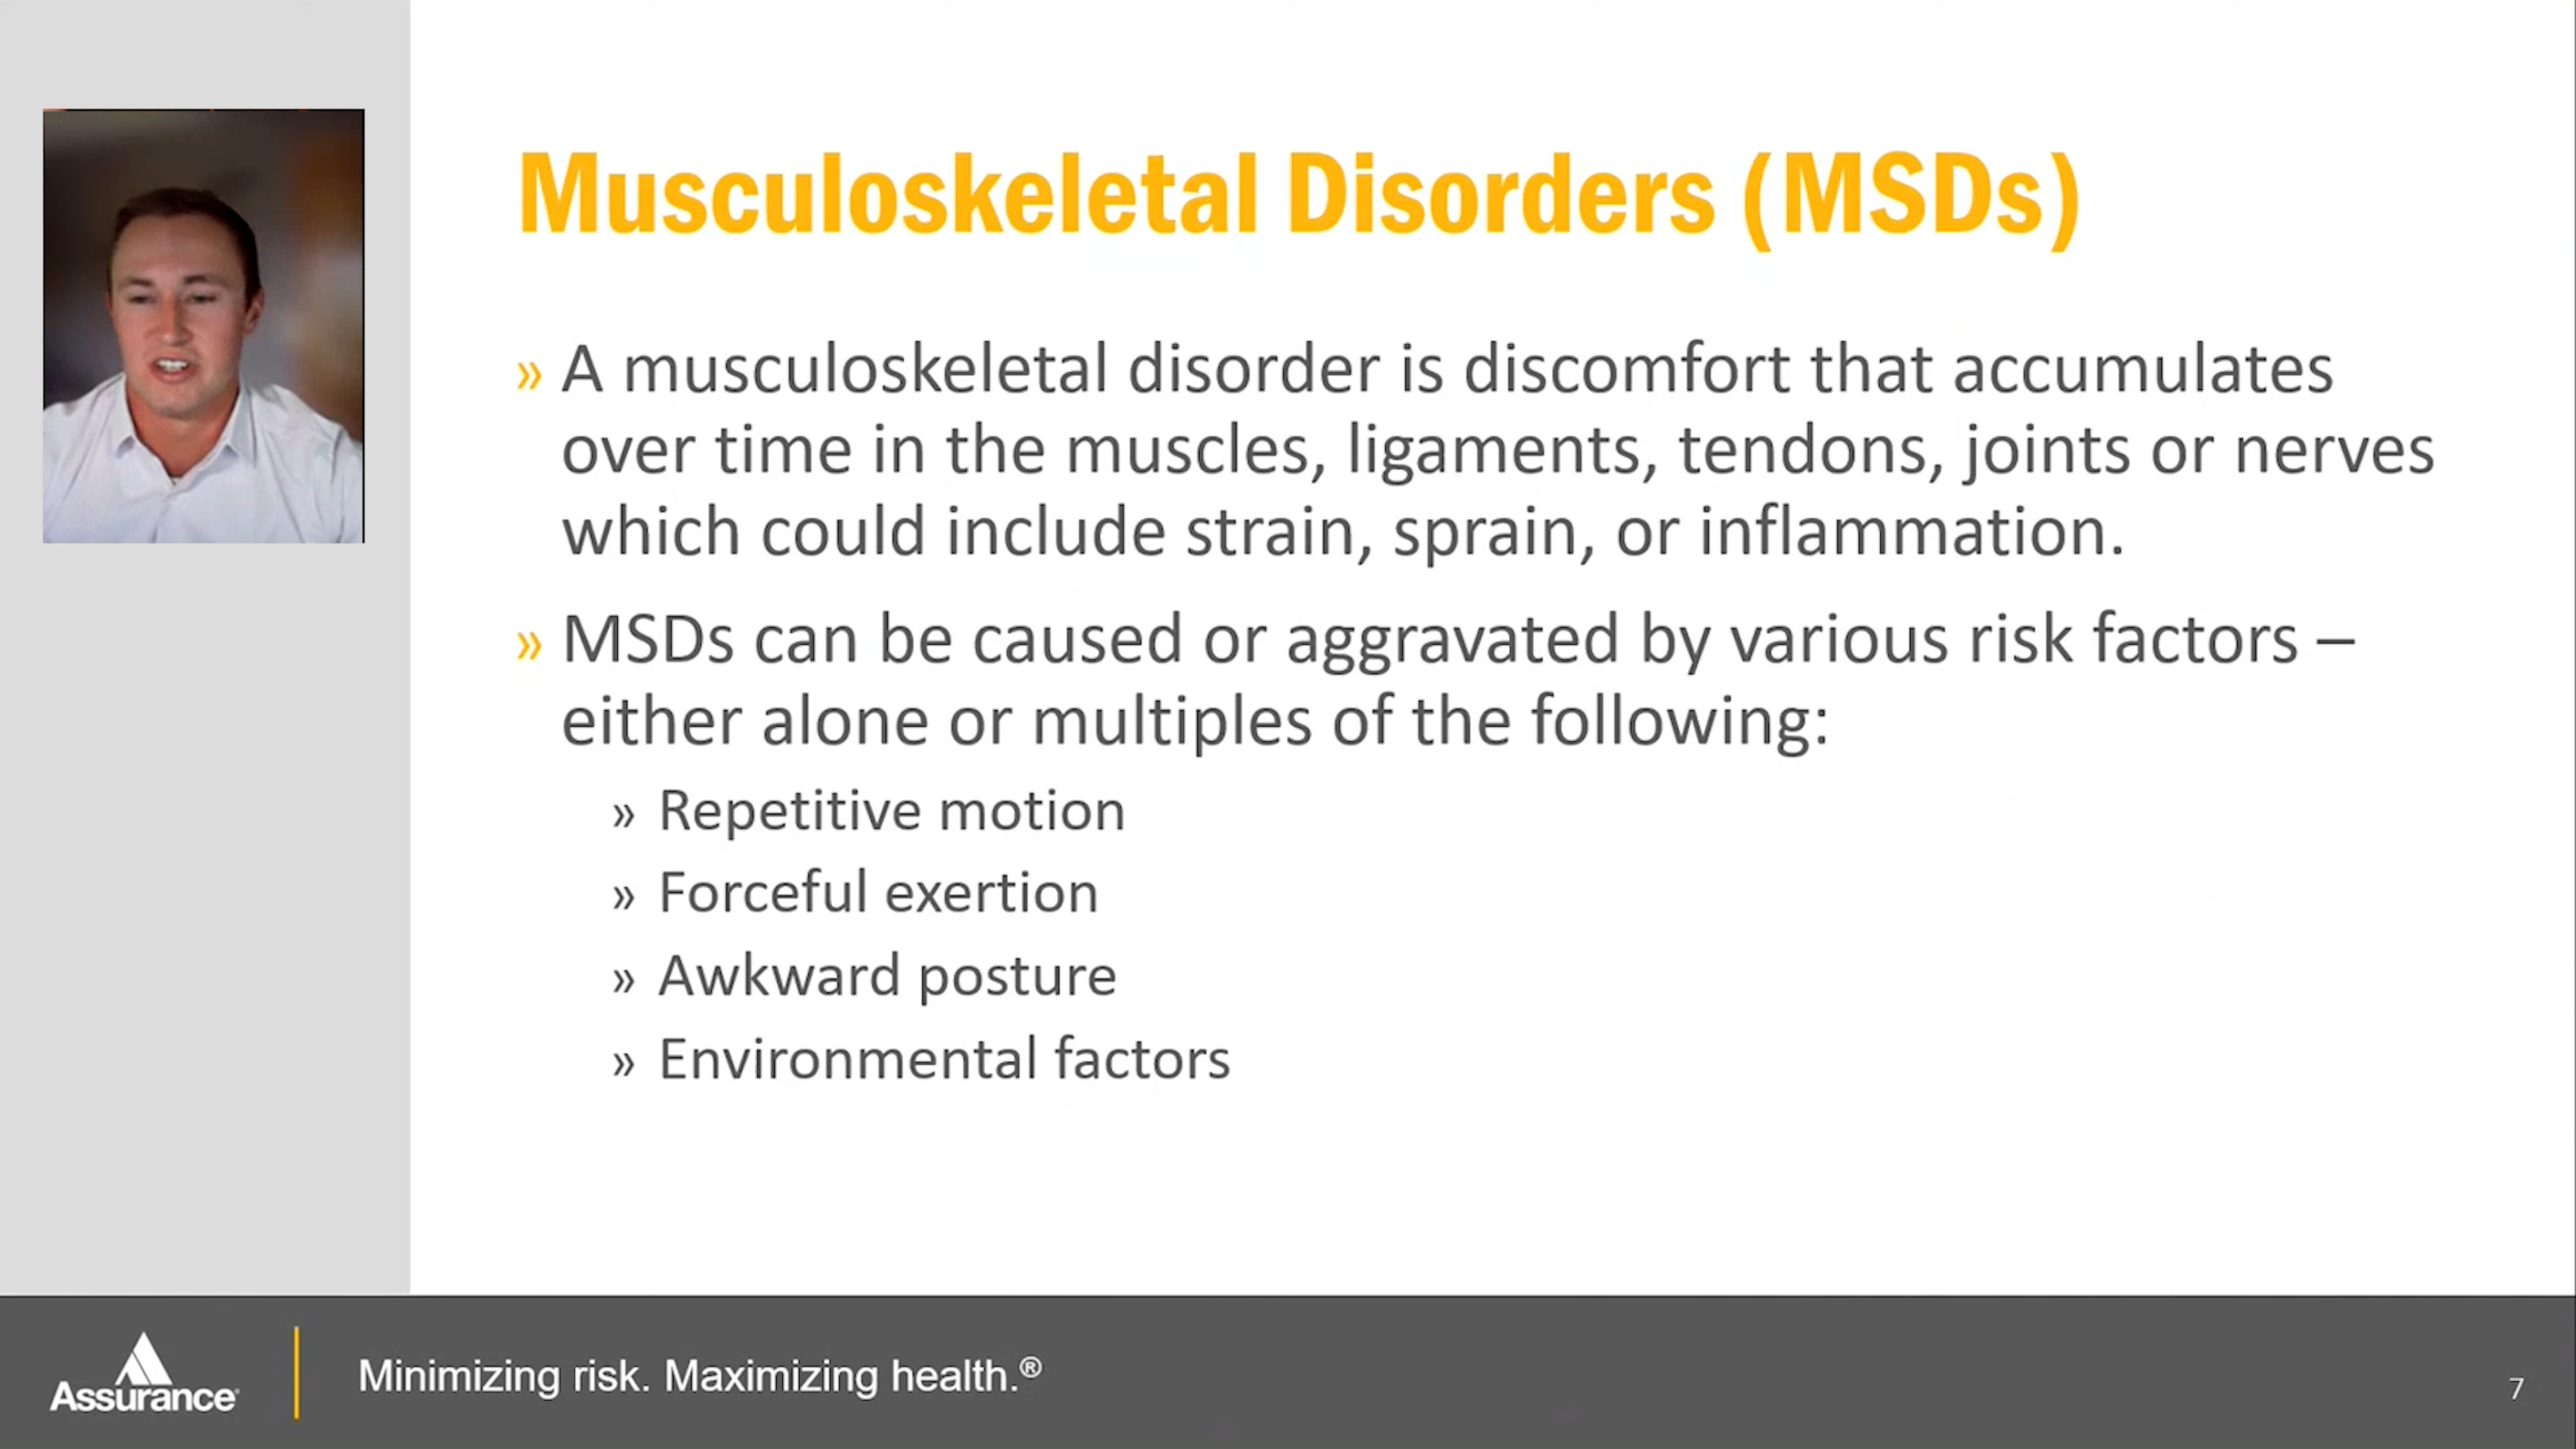 Musculoskeletal Disorders (MSDs)
» A musculoskeletal disorder is discomfort that accumulates
over time in the muscles, ligaments, tendons, joints or nerves
which could include strain, sprain, or inflammation.
» MSDs can be caused or aggravated by various risk factors –
either alone or multiples of the following:
» Repetitive motion
» Forceful exertion
» Awkward posture
» Environmental factors
Assurance
Minimizing risk. Maximizing health.®
7